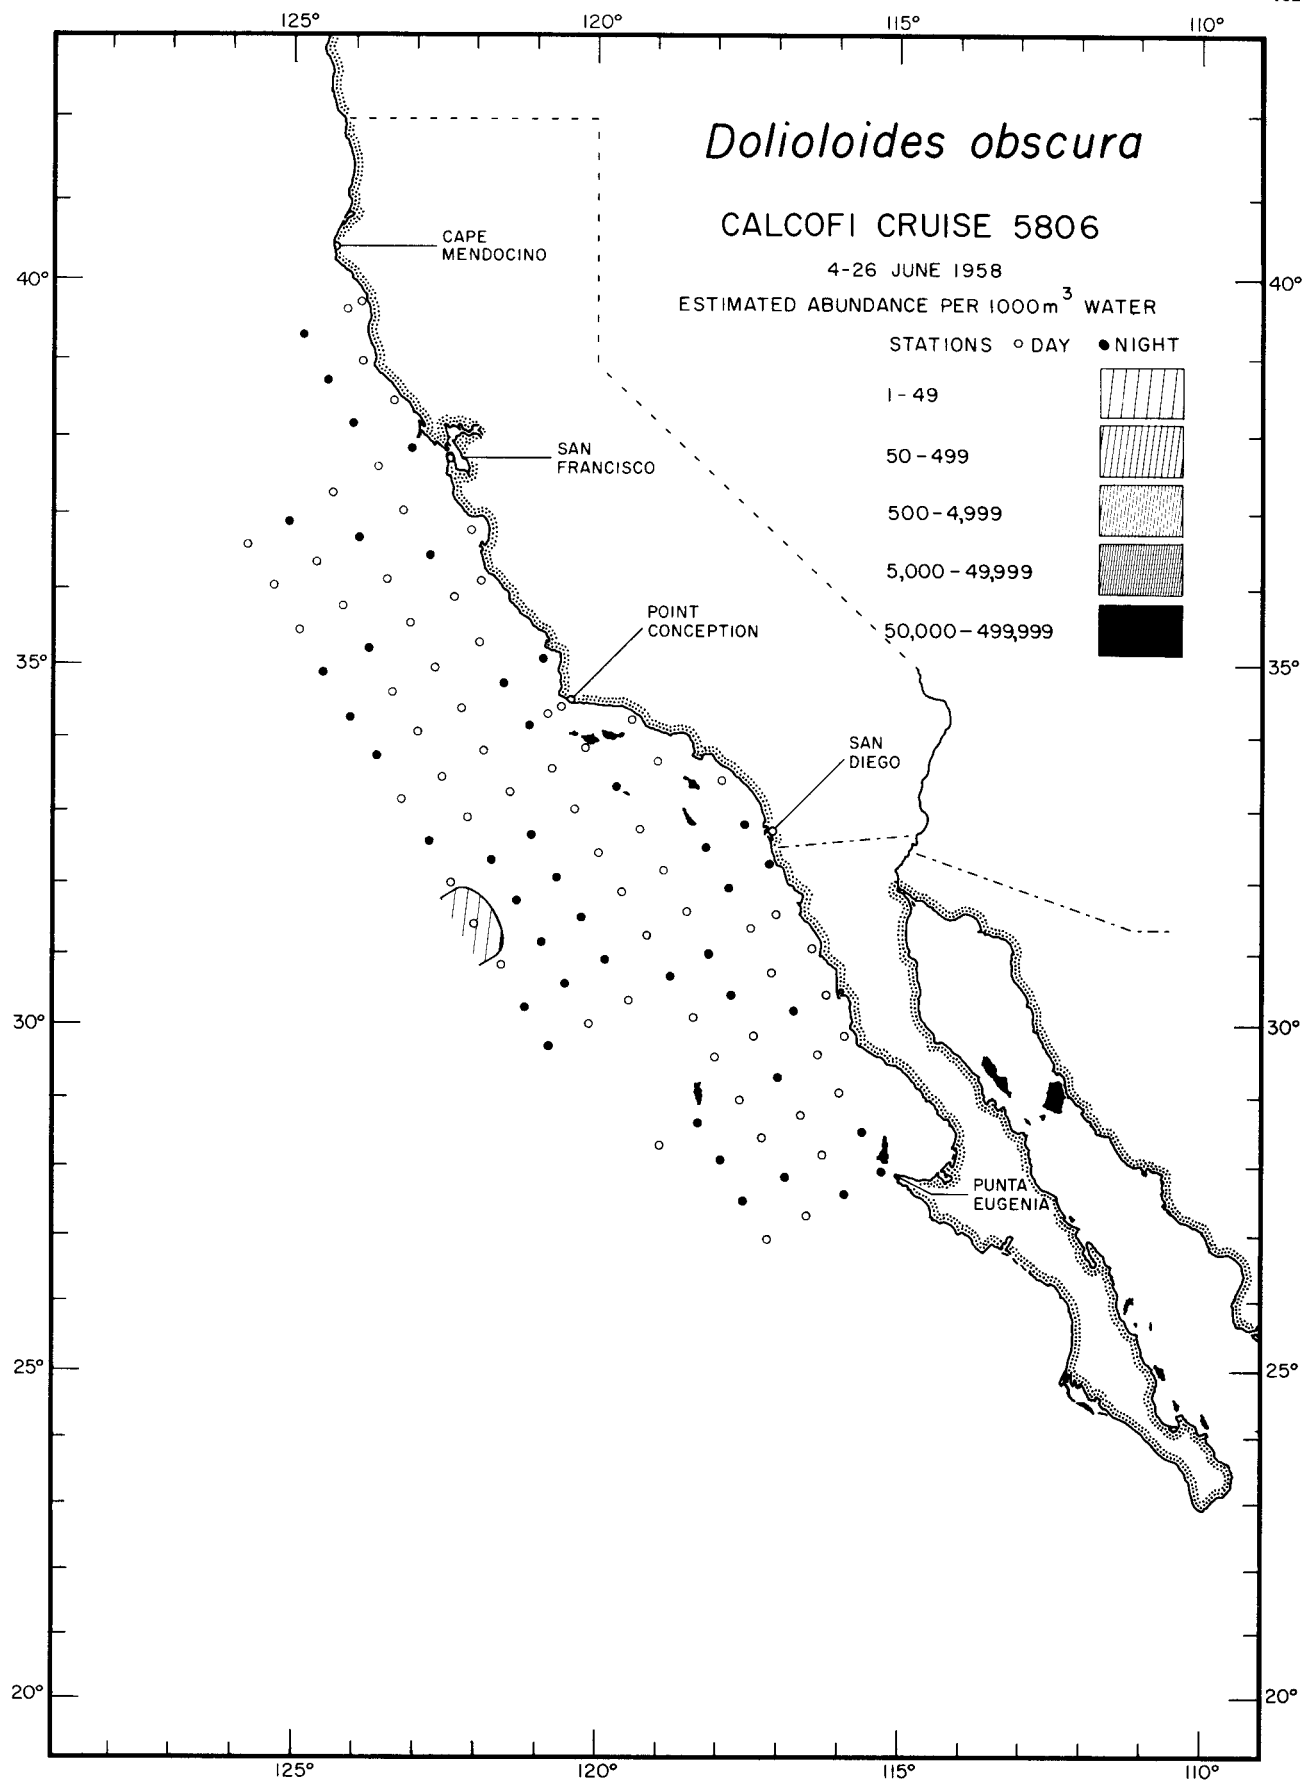 125° 120° 115° 110°
Dolioloides obscura
CALCOFI CRUISE 5806
4-26 JUNE 1958
ESTIMATED ABUNDANCE PER 1000m³ WATER
STATIONS ○ DAY ● NIGHT
1-49
50-499
500-4,999
5,000-49,999
50,000-499,999
CAPE
MENDOCINO
40° 40°
SAN
FRANCISCO
POINT
CONCEPTION
35° 35°
SAN
DIEGO
30° 30°
PUNTA
EUGENIA
25° 25°
20° 20°
125° 120° 115° 110°